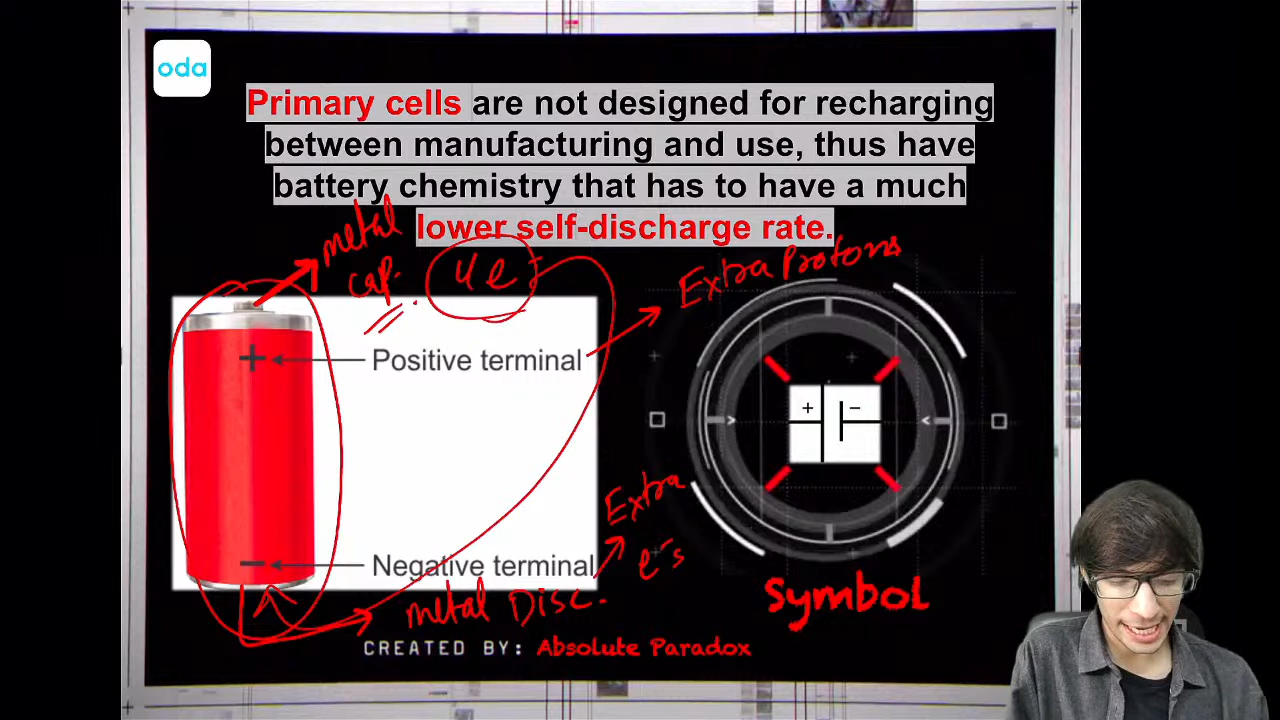 oda
Primary cells are not designed for recharging
between manufacturing and use, thus have
battery chemistry that has to have a much
lower self-discharge rate.
metal
cap.
4e⁻
Extra Protons
+
Positive terminal
+ −
Extra
e⁻s
−
Negative terminal
metal Disc.
Symbol
CREATED BY: Absolute Paradox